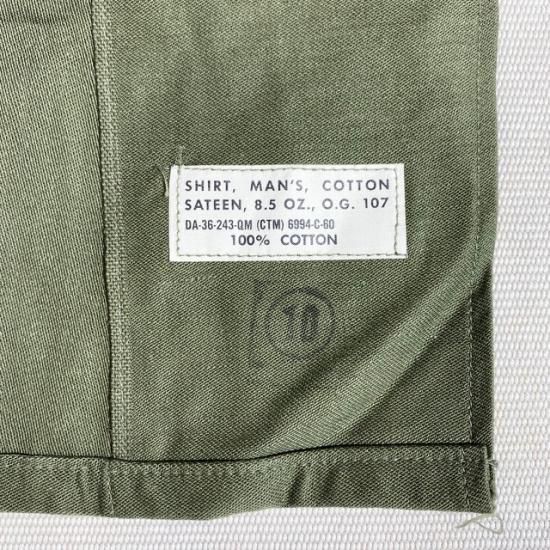 SHIRT, MAN'S, COTTON
SATEEN, 8.5 OZ., O.G. 107
DA-36-243-QM (CTM) 6994-C-60
100% COTTON
10